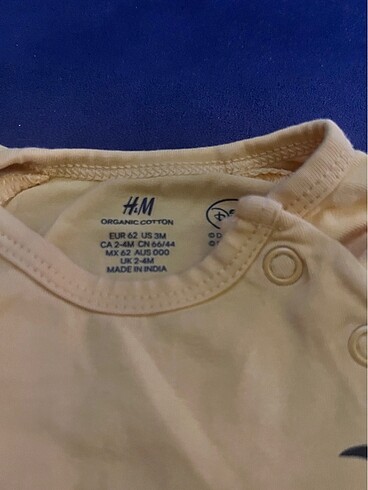 H&M
ORGANIC COTTON
EUR 62 US 3M
CA 2-4M CN 66/44
MX 62 AUS 000
UK 2-4M
MADE IN INDIA